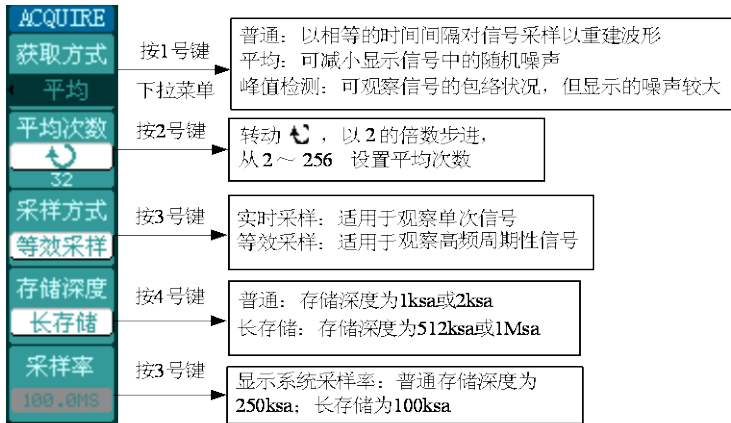 ACQUIRE
获取方式
平均
按1号键
下拉菜单
普通：以相等的时间间隔对信号采样以重建波形
平均：可减小显示信号中的随机噪声
峰值检测：可观察信号的包络状况，但显示的噪声较大
平均次数
32
按2号键
转动 ，以2的倍数步进，
从2～256 设置平均次数
采样方式
等效采样
按3号键
实时采样：适用于观察单次信号
等效采样：适用于观察高频周期性信号
存储深度
长存储
按4号键
普通：存储深度为1ksa或2ksa
长存储：存储深度为512ksa或1Msa
采样率
100.0MS
按3号键
显示系统采样率：普通存储深度为
250ksa；长存储为100ksa